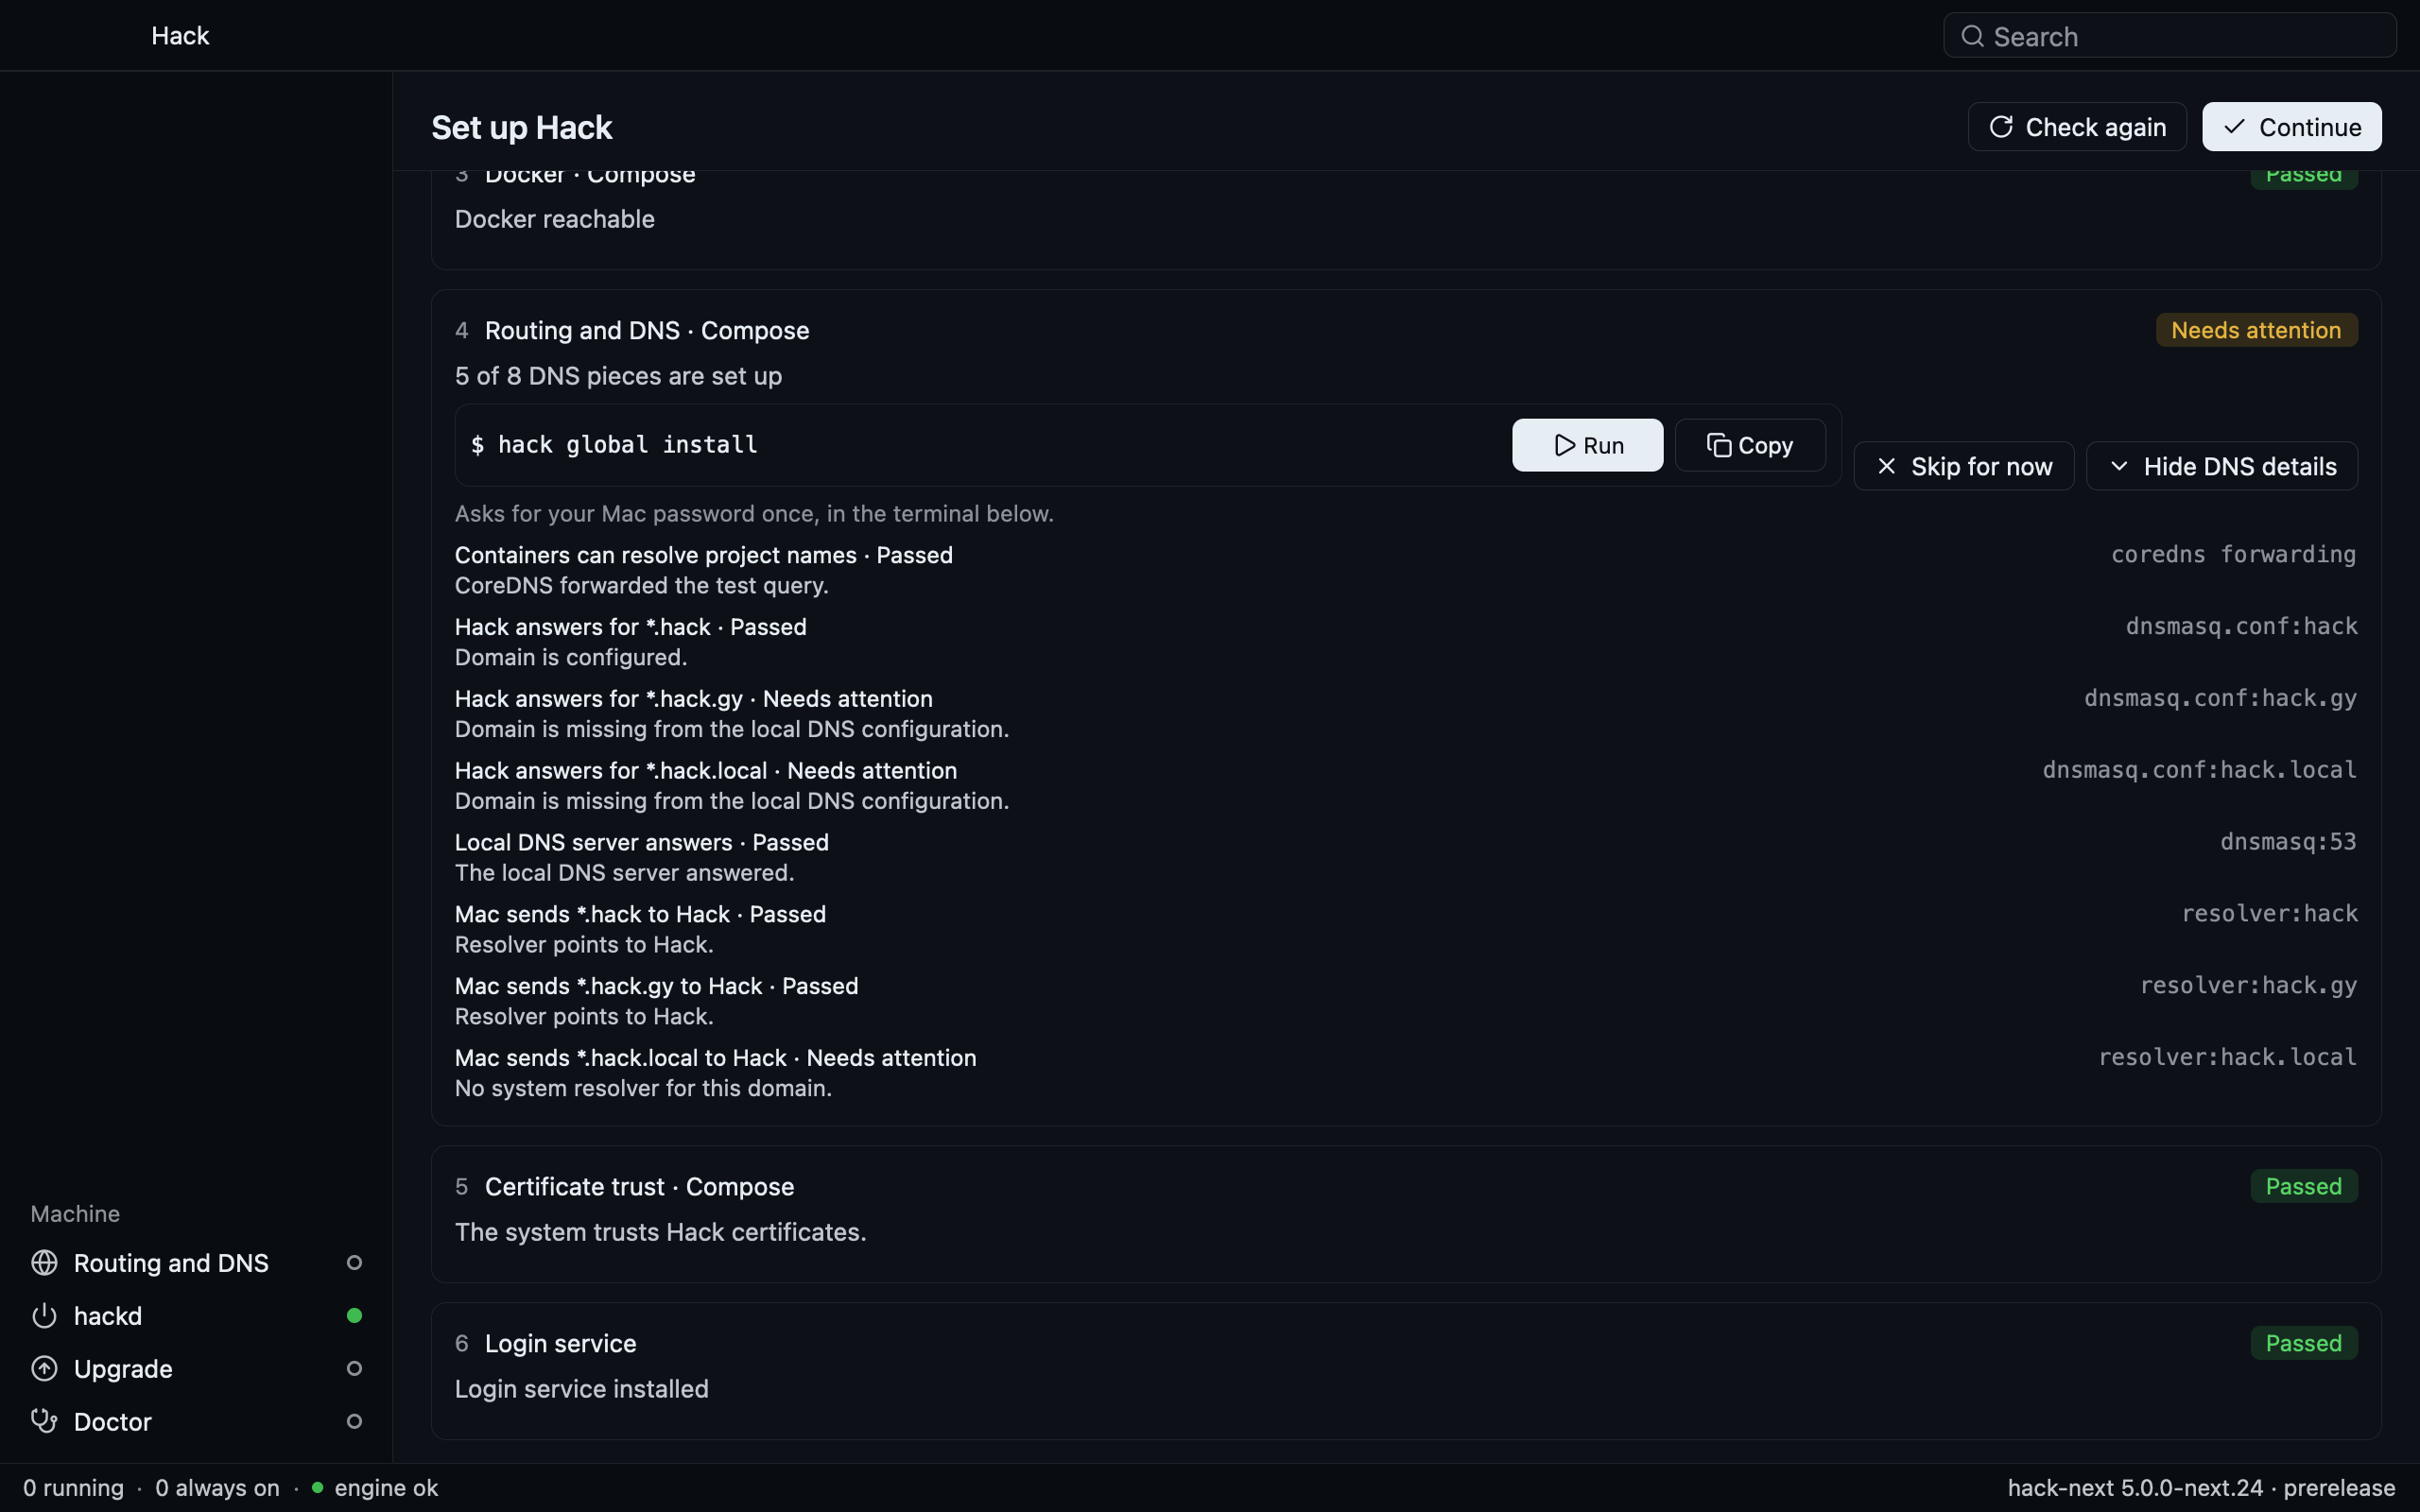 Hack
Search
Set up Hack
Check again
Continue
3 Docker · Compose
Passed
Docker reachable
4 Routing and DNS · Compose
Needs attention
5 of 8 DNS pieces are set up
$ hack global install
Run
Copy
Skip for now
Hide DNS details
Asks for your Mac password once, in the terminal below.
Containers can resolve project names · Passed
coredns forwarding
CoreDNS forwarded the test query.
Hack answers for *.hack · Passed
dnsmasq.conf:hack
Domain is configured.
Hack answers for *.hack.gy · Needs attention
dnsmasq.conf:hack.gy
Domain is missing from the local DNS configuration.
Hack answers for *.hack.local · Needs attention
dnsmasq.conf:hack.local
Domain is missing from the local DNS configuration.
Local DNS server answers · Passed
dnsmasq:53
The local DNS server answered.
Mac sends *.hack to Hack · Passed
resolver:hack
Resolver points to Hack.
Mac sends *.hack.gy to Hack · Passed
resolver:hack.gy
Resolver points to Hack.
Mac sends *.hack.local to Hack · Needs attention
resolver:hack.local
No system resolver for this domain.
5 Certificate trust · Compose
Passed
The system trusts Hack certificates.
6 Login service
Passed
Login service installed
Machine
Routing and DNS
hackd
Upgrade
Doctor
0 running · 0 always on · engine ok
hack-next 5.0.0-next.24 · prerelease